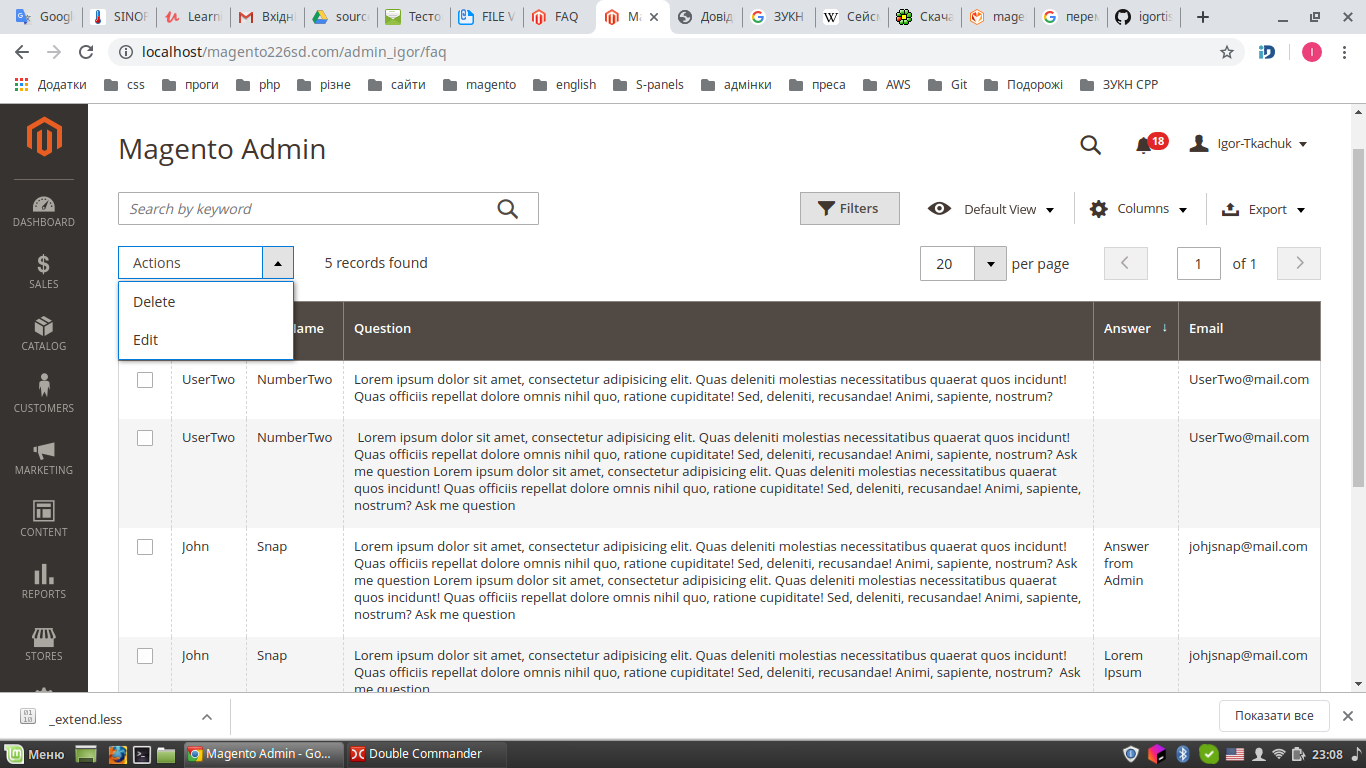 Googl
SINOF
Learni
Вхідні
sourc
Тесто
FILE V
FAQ
Ma
Довід
ЗУКН
Сейсм
Скача
mage
перем
igortis
localhost/magento226sd.com/admin_igor/faq
I
Додатки
css
проги
php
різне
сайти
magento
english
S-panels
адмінки
преса
AWS
Git
Подорожі
ЗУКН СРР
Magento Admin
18
Igor-Tkachuk
Search by keyword
Filters
Default View
Columns
Export
Actions
5 records found
20
per page
1
of 1
Delete
Edit
ame
Question
Answer ↓
Email
UserTwo
NumberTwo
Lorem ipsum dolor sit amet, consectetur adipisicing elit. Quas deleniti molestias necessitatibus quaerat quos incidunt!
Quas officiis repellat dolore omnis nihil quo, ratione cupiditate! Sed, deleniti, recusandae! Animi, sapiente, nostrum?
UserTwo@mail.com
UserTwo
NumberTwo
Lorem ipsum dolor sit amet, consectetur adipisicing elit. Quas deleniti molestias necessitatibus quaerat quos incidunt!
Quas officiis repellat dolore omnis nihil quo, ratione cupiditate! Sed, deleniti, recusandae! Animi, sapiente, nostrum? Ask
me question Lorem ipsum dolor sit amet, consectetur adipisicing elit. Quas deleniti molestias necessitatibus quaerat
quos incidunt! Quas officiis repellat dolore omnis nihil quo, ratione cupiditate! Sed, deleniti, recusandae! Animi, sapiente,
nostrum? Ask me question
UserTwo@mail.com
John
Snap
Lorem ipsum dolor sit amet, consectetur adipisicing elit. Quas deleniti molestias necessitatibus quaerat quos incidunt!
Quas officiis repellat dolore omnis nihil quo, ratione cupiditate! Sed, deleniti, recusandae! Animi, sapiente, nostrum? Ask
me question Lorem ipsum dolor sit amet, consectetur adipisicing elit. Quas deleniti molestias necessitatibus quaerat
quos incidunt! Quas officiis repellat dolore omnis nihil quo, ratione cupiditate! Sed, deleniti, recusandae! Animi, sapiente,
nostrum? Ask me question
Answer
from
Admin
johjsnap@mail.com
John
Snap
Lorem ipsum dolor sit amet, consectetur adipisicing elit. Quas deleniti molestias necessitatibus quaerat quos incidunt!
Quas officiis repellat dolore omnis nihil quo, ratione cupiditate! Sed, deleniti, recusandae! Animi, sapiente, nostrum? Ask
me question
Lorem
Ipsum
johjsnap@mail.com
DASHBOARD
SALES
CATALOG
CUSTOMERS
MARKETING
CONTENT
REPORTS
STORES
_extend.less
Показати все
Меню
Magento Admin - Go...
Double Commander
23:08